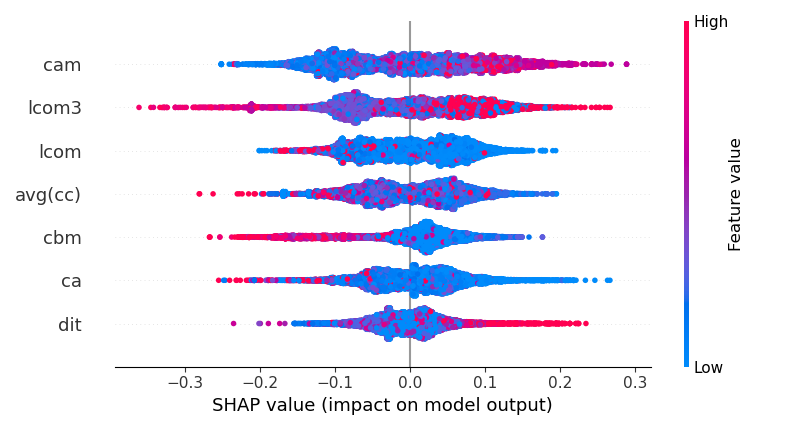 High
cam
lcom3
lcom
avg(cc)
cbm
ca
dit
Feature value
Low
−0.3 −0.2 −0.1 0.0 0.1 0.2 0.3
SHAP value (impact on model output)